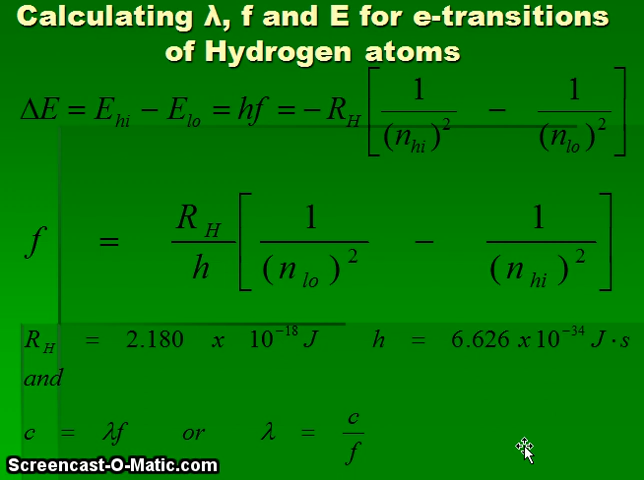 Calculating λ, f and E for e-transitions
of Hydrogen atoms
ΔE = E_hi − E_lo = hf = − R_H [ 1/(n_hi)² − 1/(n_lo)² ]
f = R_H/h [ 1/(n_lo)² − 1/(n_hi)² ]
R_H = 2.180 x 10⁻¹⁸ J h = 6.626 x 10⁻³⁴ J · s
and
c = λf or λ = c/f
Screencast-O-Matic.com